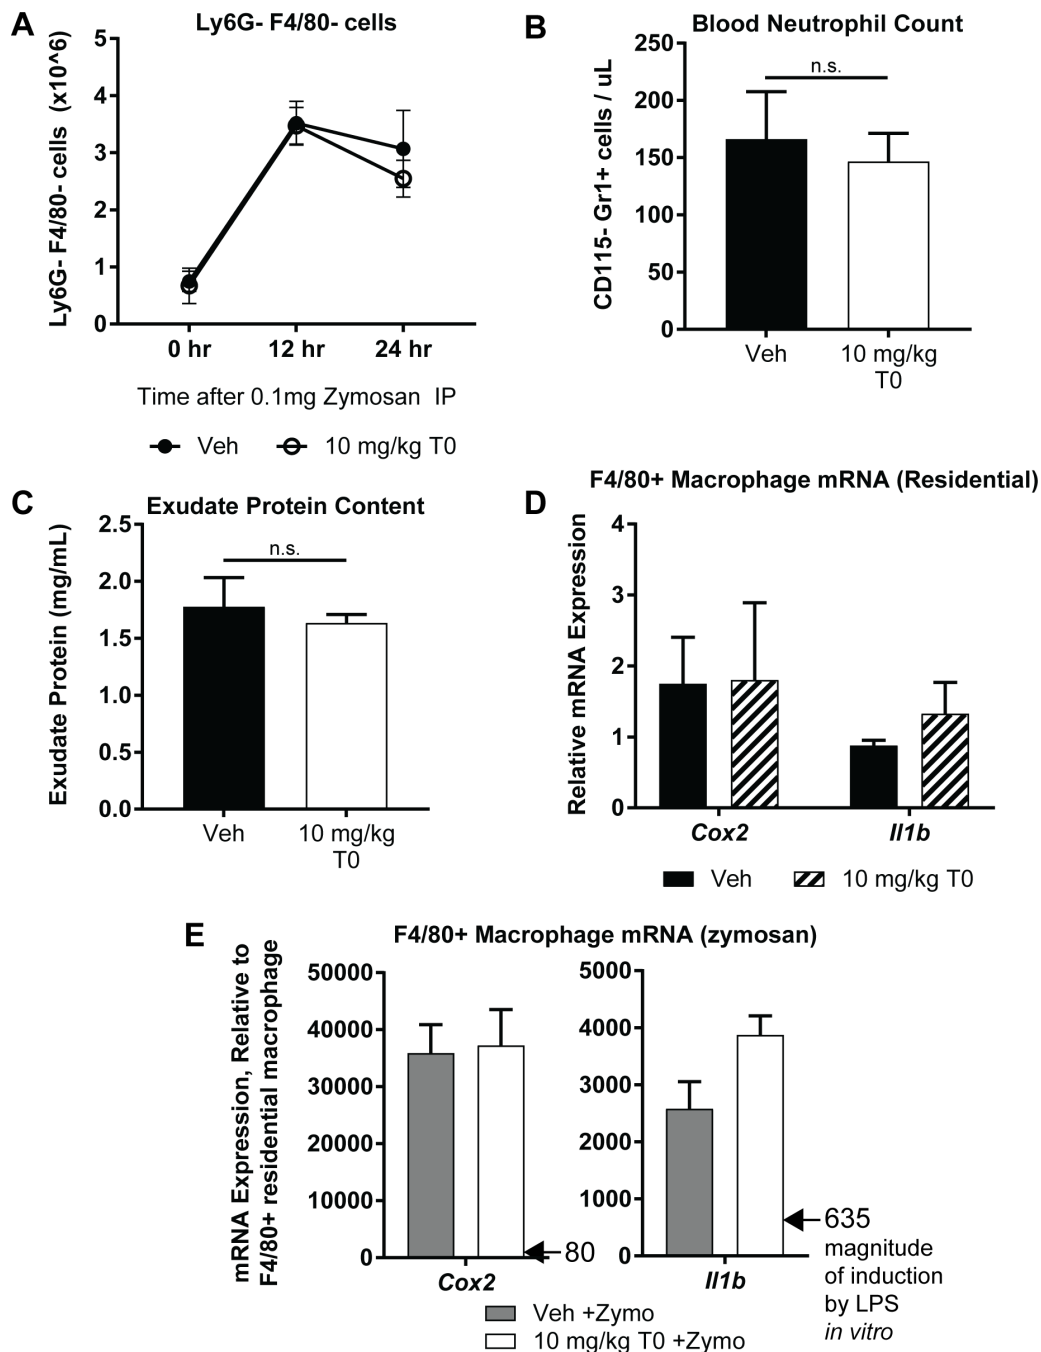 A
Ly6G- F4/80- cells
Ly6G- F4/80- cells (x10^6)
5
4
3
2
1
0
0 hr 12 hr 24 hr
Time after 0.1mg Zymosan IP
Veh 10 mg/kg T0
B
Blood Neutrophil Count
CD115- Gr1+ cells / uL
250
200
150
100
50
0
n.s.
Veh 10 mg/kg
T0
C
Exudate Protein Content
Exudate Protein (mg/mL)
2.5
2.0
1.5
1.0
0.5
0.0
n.s.
Veh 10 mg/kg
T0
D
F4/80+ Macrophage mRNA (Residential)
Relative mRNA Expression
4
3
2
1
0
Cox2 Il1b
Veh 10 mg/kg T0
E
F4/80+ Macrophage mRNA (zymosan)
mRNA Expression, Relative to
F4/80+ residential macrophage
50000
40000
30000
20000
10000
0
80
Cox2
5000
4000
3000
2000
1000
0
Il1b
635
magnitude
of induction
by LPS
in vitro
Veh +Zymo
10 mg/kg T0 +Zymo